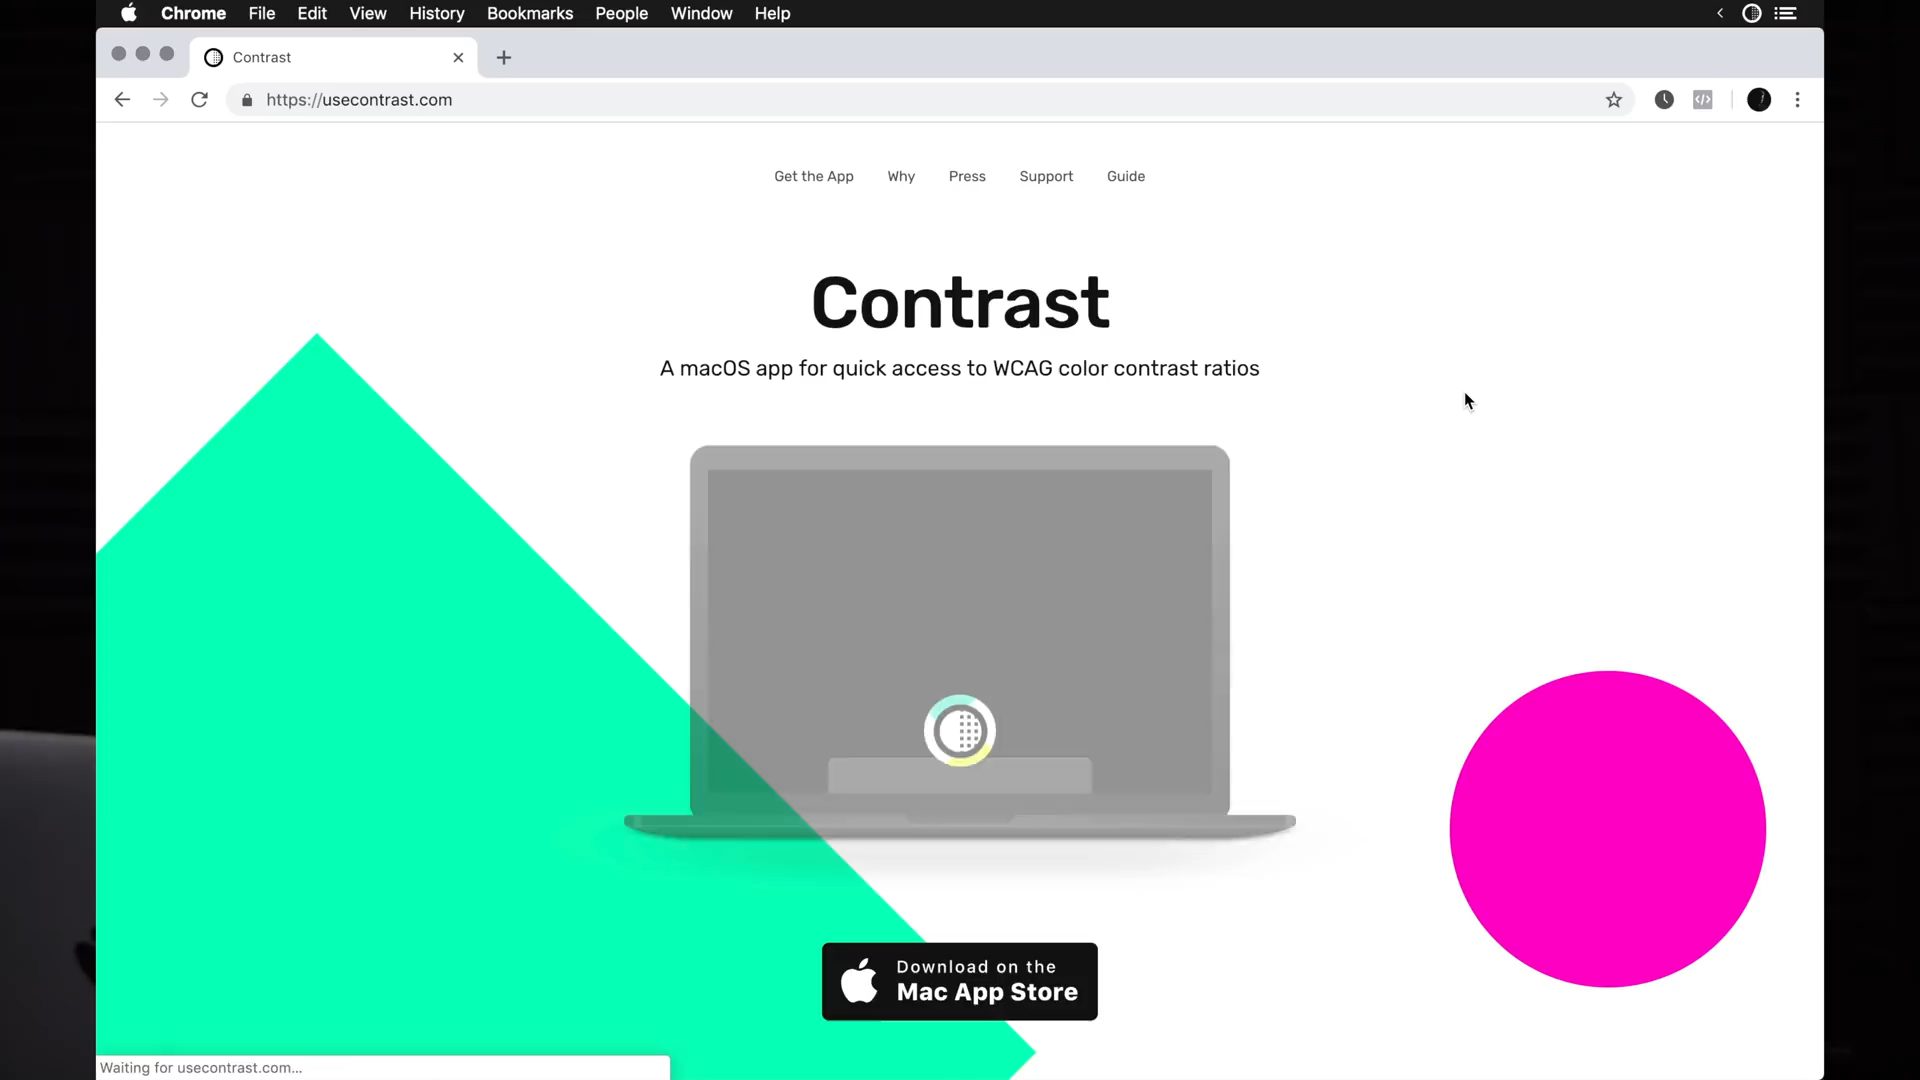 Chrome File Edit View History Bookmarks People Window Help
Contrast
https://usecontrast.com
Get the App Why Press Support Guide
Contrast
A macOS app for quick access to WCAG color contrast ratios
Download on the
Mac App Store
Waiting for usecontrast.com...